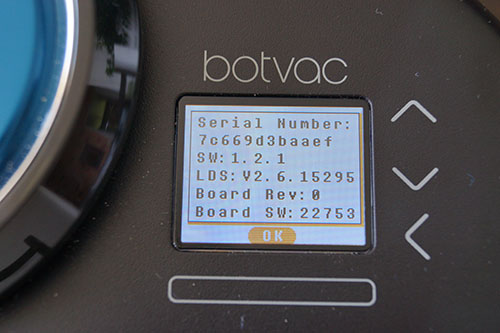 botvac
Serial Number:
7c669d3baaef
SW: 1.2.1
LDS: V2.6.15295
Board Rev: 0
Board SW: 22753
OK